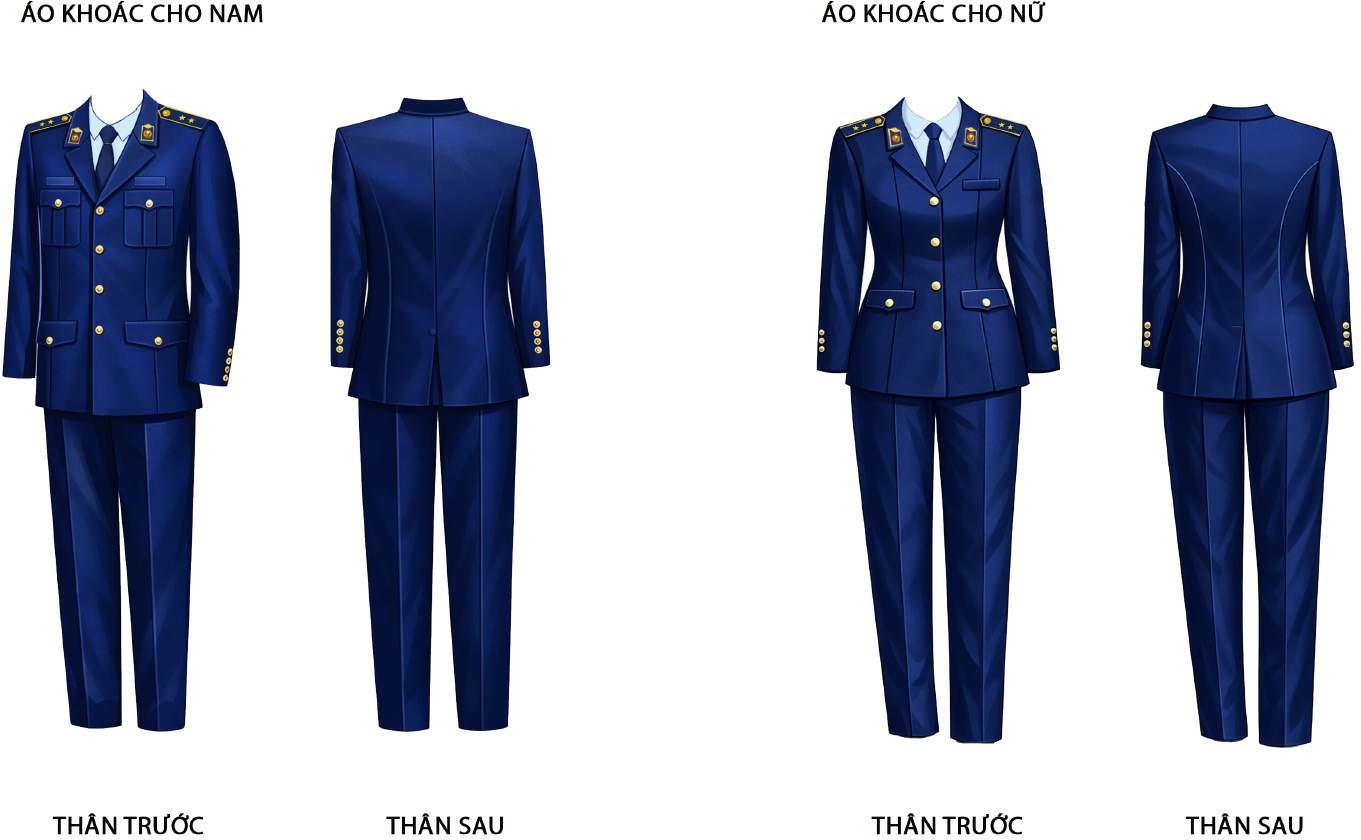 ÁO KHOÁC CHO NAM
ÁO KHOÁC CHO NỮ
THÂN TRƯỚC
THÂN SAU
THÂN TRƯỚC
THÂN SAU